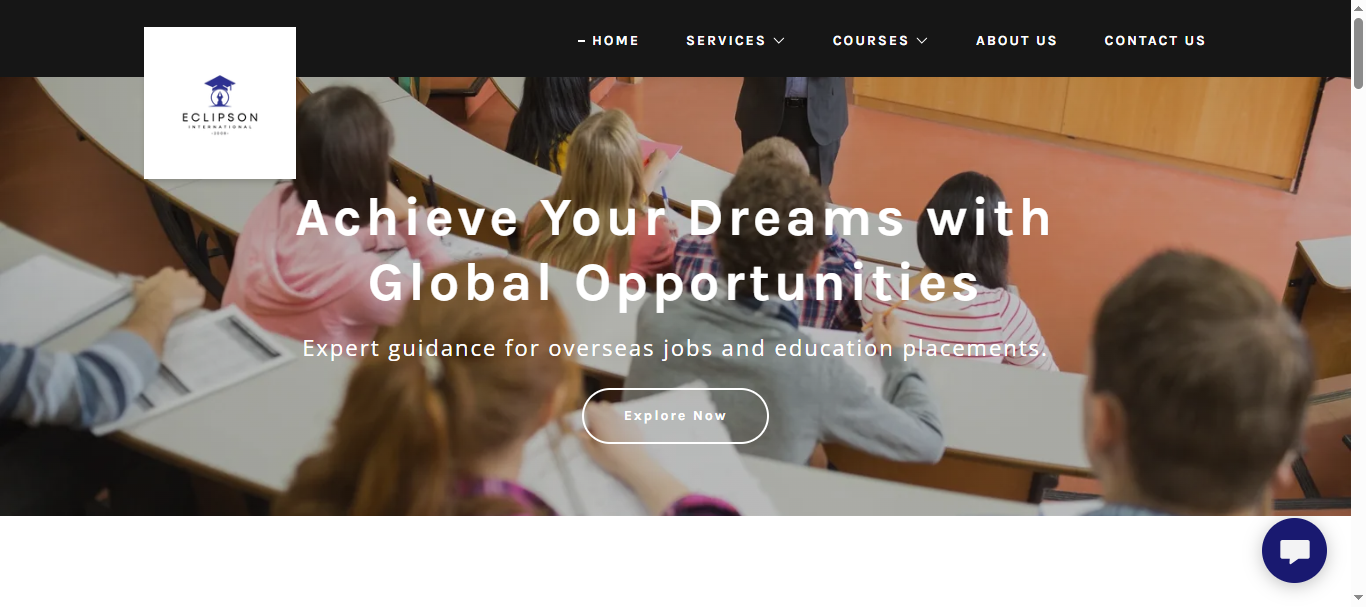 HOME SERVICES COURSES ABOUT US CONTACT US
ECLIPSON
INTERNATIONAL
Achieve Your Dreams with
Global Opportunities
Expert guidance for overseas jobs and education placements.
Explore Now